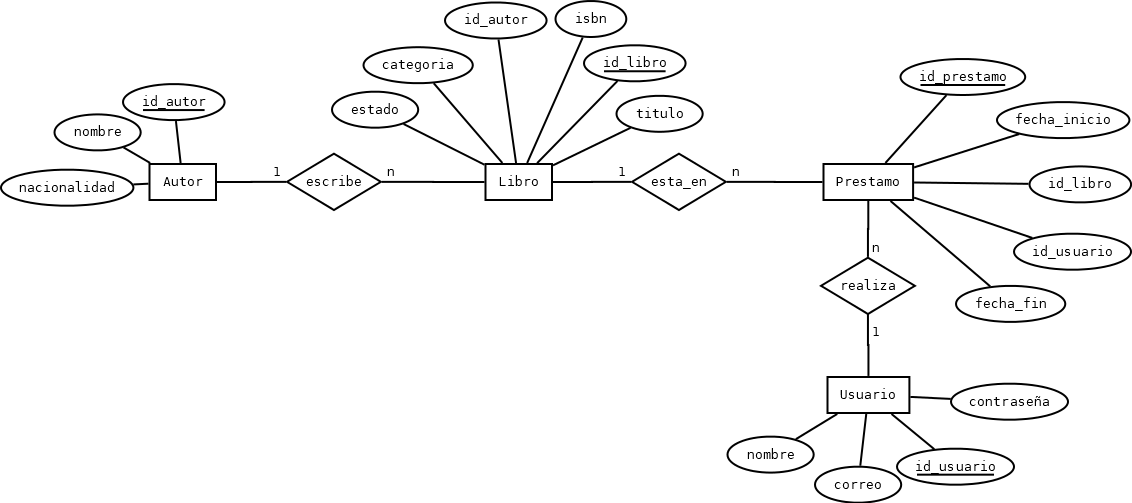 id_autor
isbn
categoria
id_libro
id_prestamo
estado
id_autor
titulo
nombre
fecha_inicio
nacionalidad
Autor
1
escribe
n
Libro
1
esta_en
n
Prestamo
id_libro
n
id_usuario
realiza
fecha_fin
1
Usuario
contraseña
nombre
id_usuario
correo